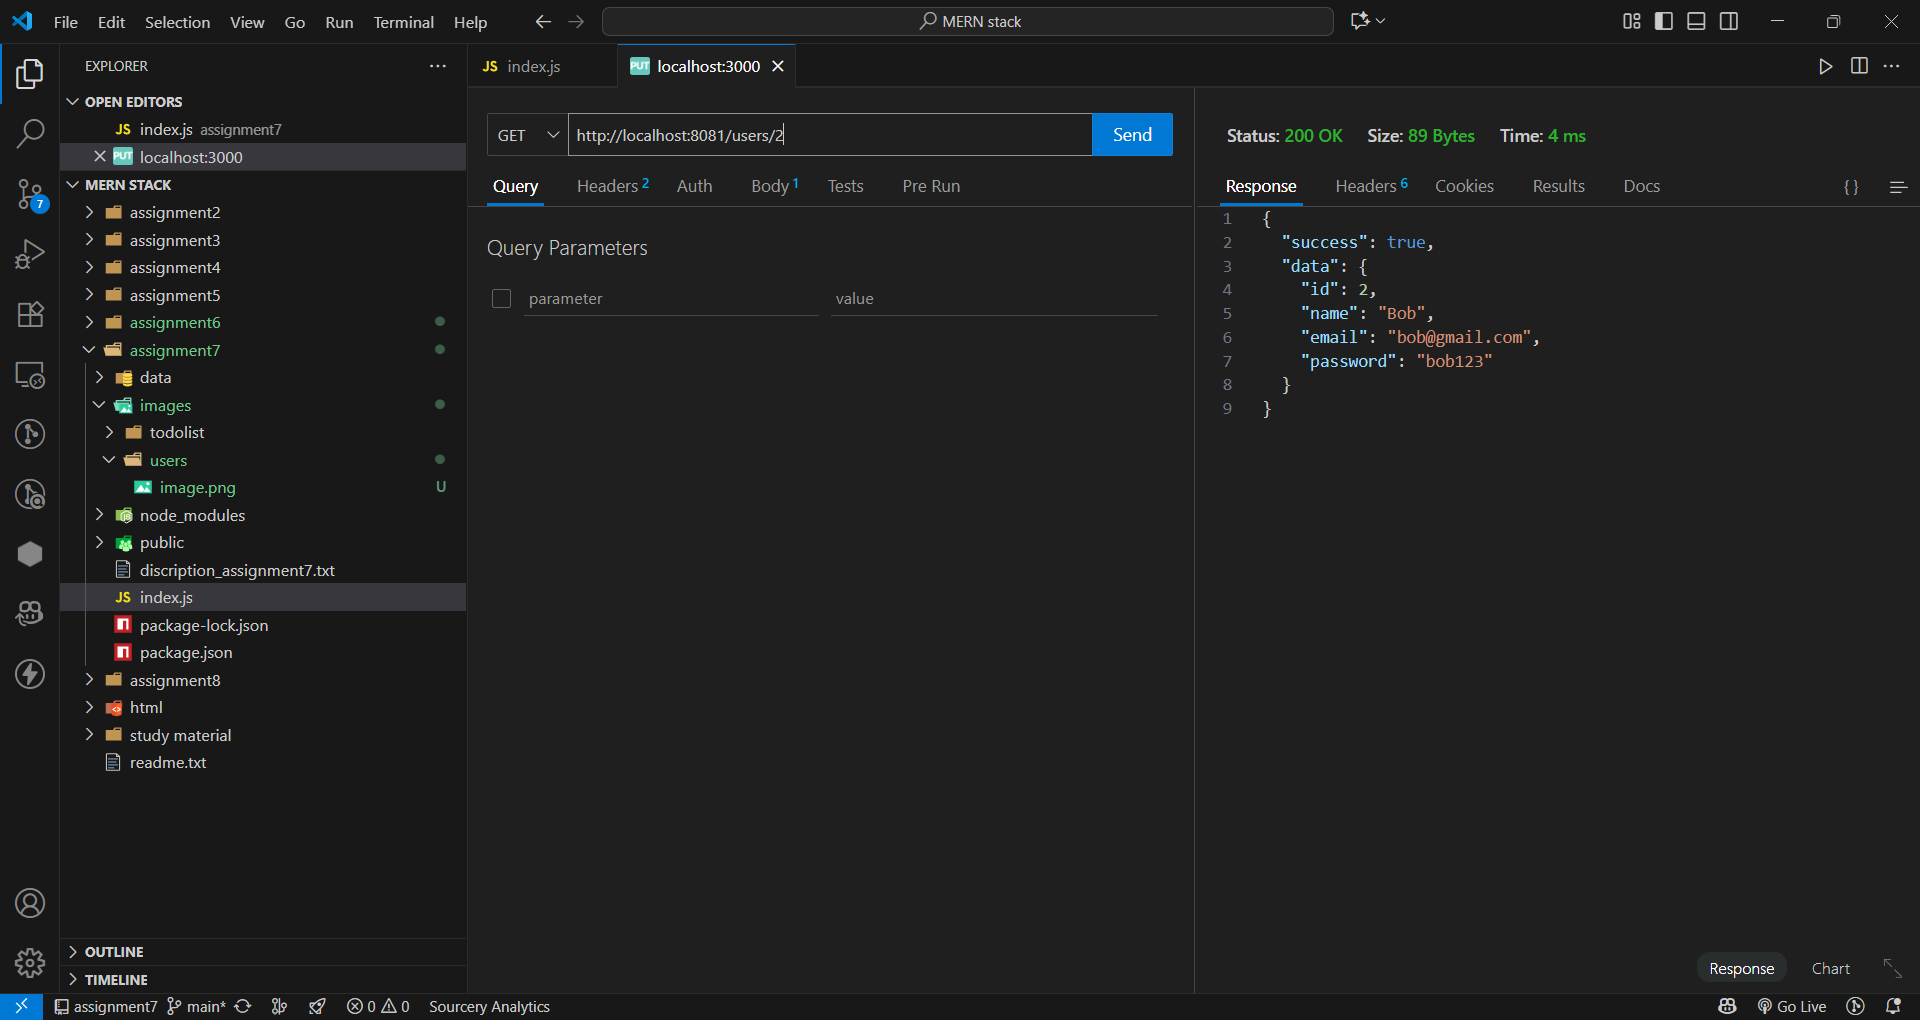 File Edit Selection View Go Run Terminal Help
MERN stack
EXPLORER
OPEN EDITORS
JS index.js assignment7
PUT localhost:3000
MERN STACK
assignment2
assignment3
assignment4
assignment5
assignment6
assignment7
data
images
todolist
users
image.png U
node_modules
public
discription_assignment7.txt
JS index.js
package-lock.json
package.json
assignment8
html
study material
readme.txt
OUTLINE
TIMELINE
7
JS index.js
PUT localhost:3000
GET http://localhost:8081/users/2 Send
Query Headers 2 Auth Body 1 Tests Pre Run
Query Parameters
parameter value
Status: 200 OK Size: 89 Bytes Time: 4 ms
Response Headers 6 Cookies Results Docs {}
1 {
2 "success": true,
3 "data": {
4 "id": 2,
5 "name": "Bob",
6 "email": "bob@gmail.com",
7 "password": "bob123"
8 }
9 }
Response Chart
assignment7 main* 0 0 Sourcery Analytics Go Live